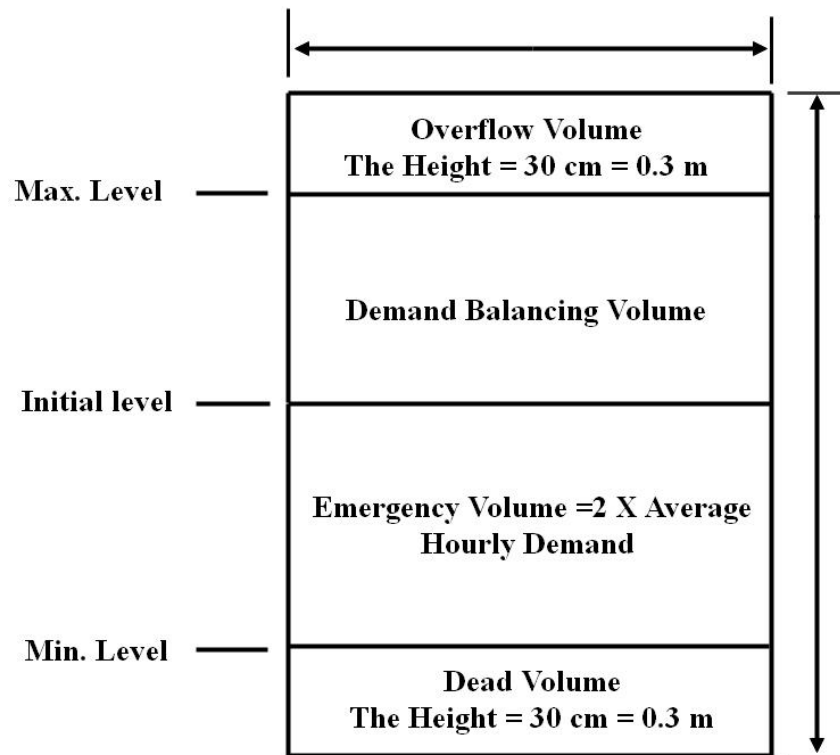 Overflow Volume
The Height = 30 cm = 0.3 m
Max. Level
Demand Balancing Volume
Initial level
Emergency Volume =2 X Average
Hourly Demand
Min. Level
Dead Volume
The Height = 30 cm = 0.3 m